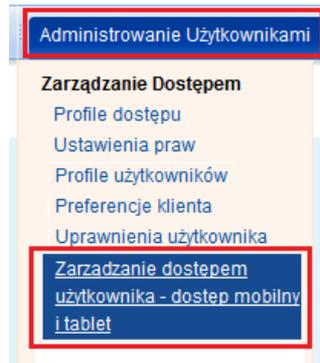 Administrowanie Użytkownikami
Zarządzanie Dostępem
Profile dostępu
Ustawienia praw
Profile użytkowników
Preferencje klienta
Uprawnienia użytkownika
Zarzadzanie dostępem
użytkownika - dostęp mobilny
i tablet